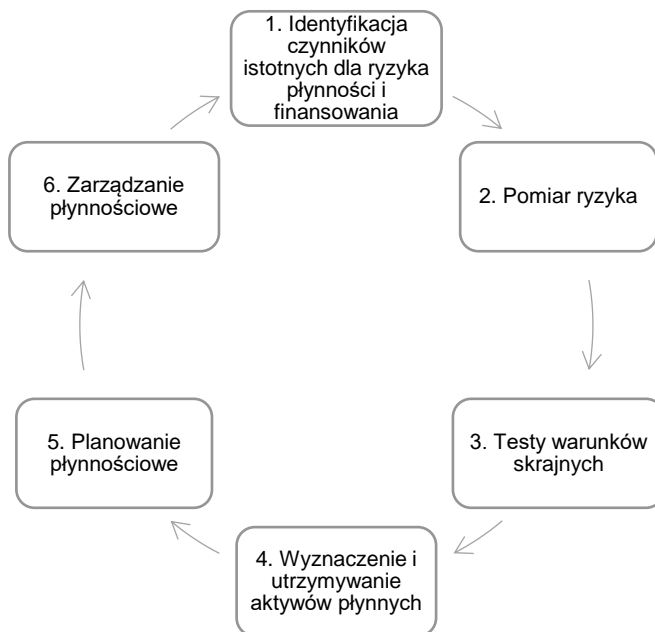 1. Identyfikacja
czynników
istotnych dla ryzyka
płynności i
finansowania
2. Pomiar ryzyka
3. Testy warunków
skrajnych
4. Wyznaczenie i
utrzymywanie
aktywów płynnych
5. Planowanie
płynnościowe
6. Zarządzanie
płynnościowe